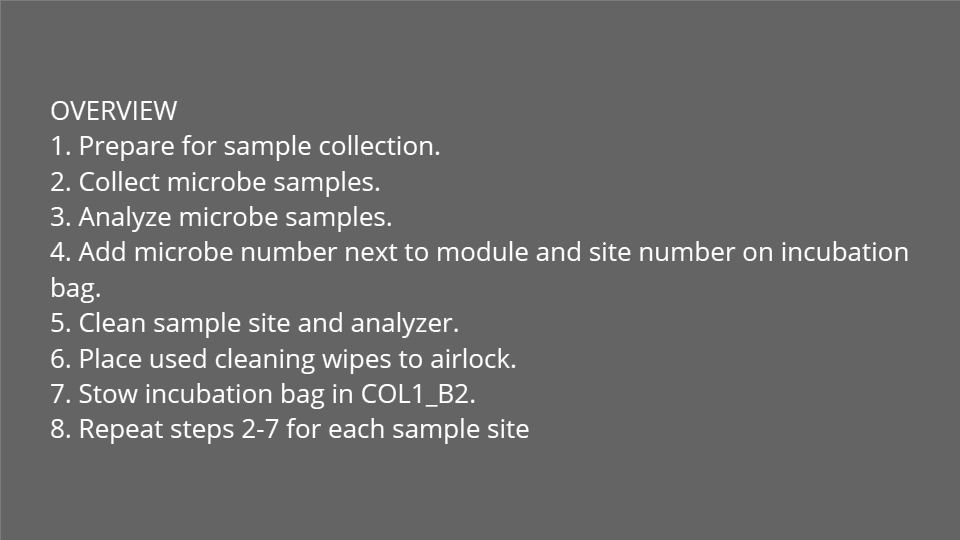 OVERVIEW
1. Prepare for sample collection.
2. Collect microbe samples.
3. Analyze microbe samples.
4. Add microbe number next to module and site number on incubation
bag.
5. Clean sample site and analyzer.
6. Place used cleaning wipes to airlock.
7. Stow incubation bag in COL1_B2.
8. Repeat steps 2-7 for each sample site